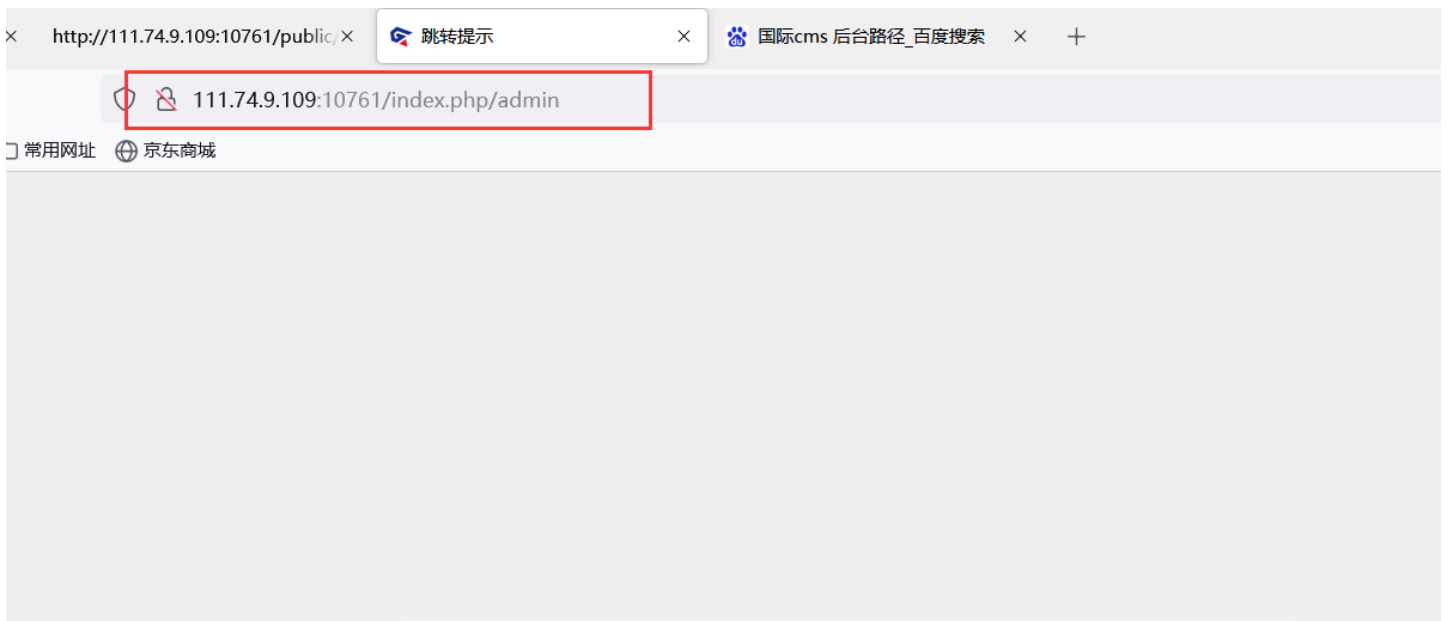 http://111.74.9.109:10761/public/ 跳转提示 国际cms 后台路径_百度搜索
111.74.9.109:10761/index.php/admin
常用网址 京东商城